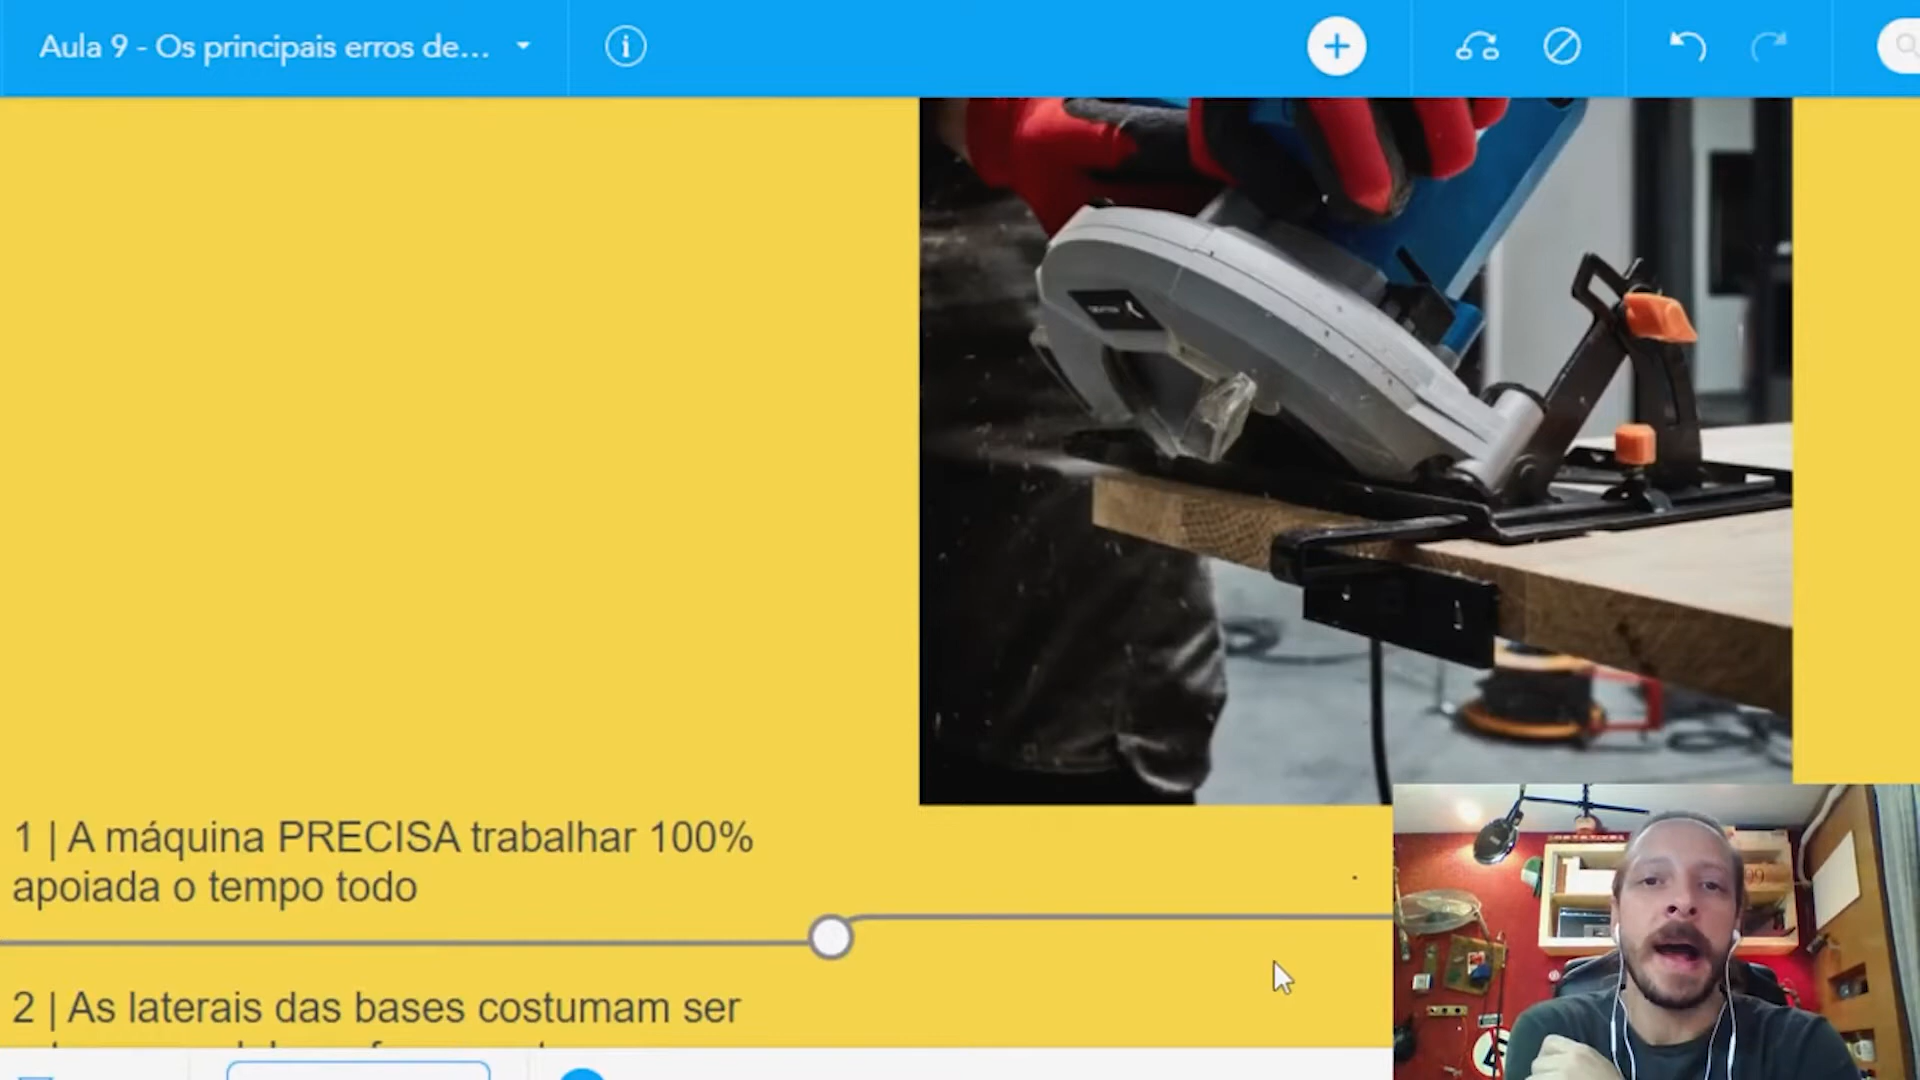 Aula 9 - Os principais erros de...
1 | A máquina PRECISA trabalhar 100%
apoiada o tempo todo
2 | As laterais das bases costumam ser